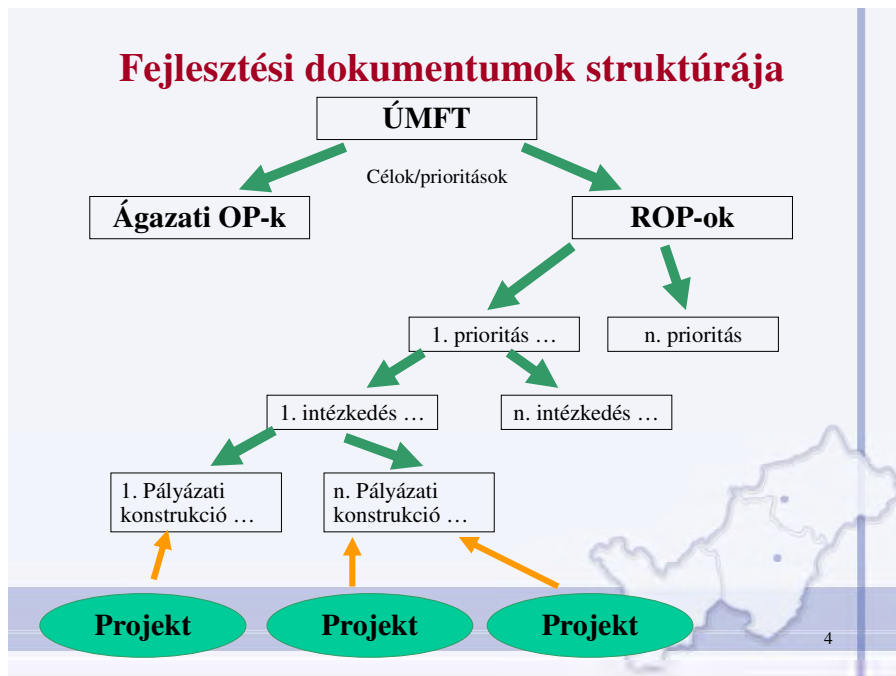 Fejlesztési dokumentumok struktúrája
ÚMFT
Célok/prioritások
Ágazati OP-k
ROP-ok
1. prioritás …
n. prioritás
1. intézkedés …
n. intézkedés …
1. Pályázati
konstrukció …
n. Pályázati
konstrukció …
Projekt
Projekt
Projekt
4